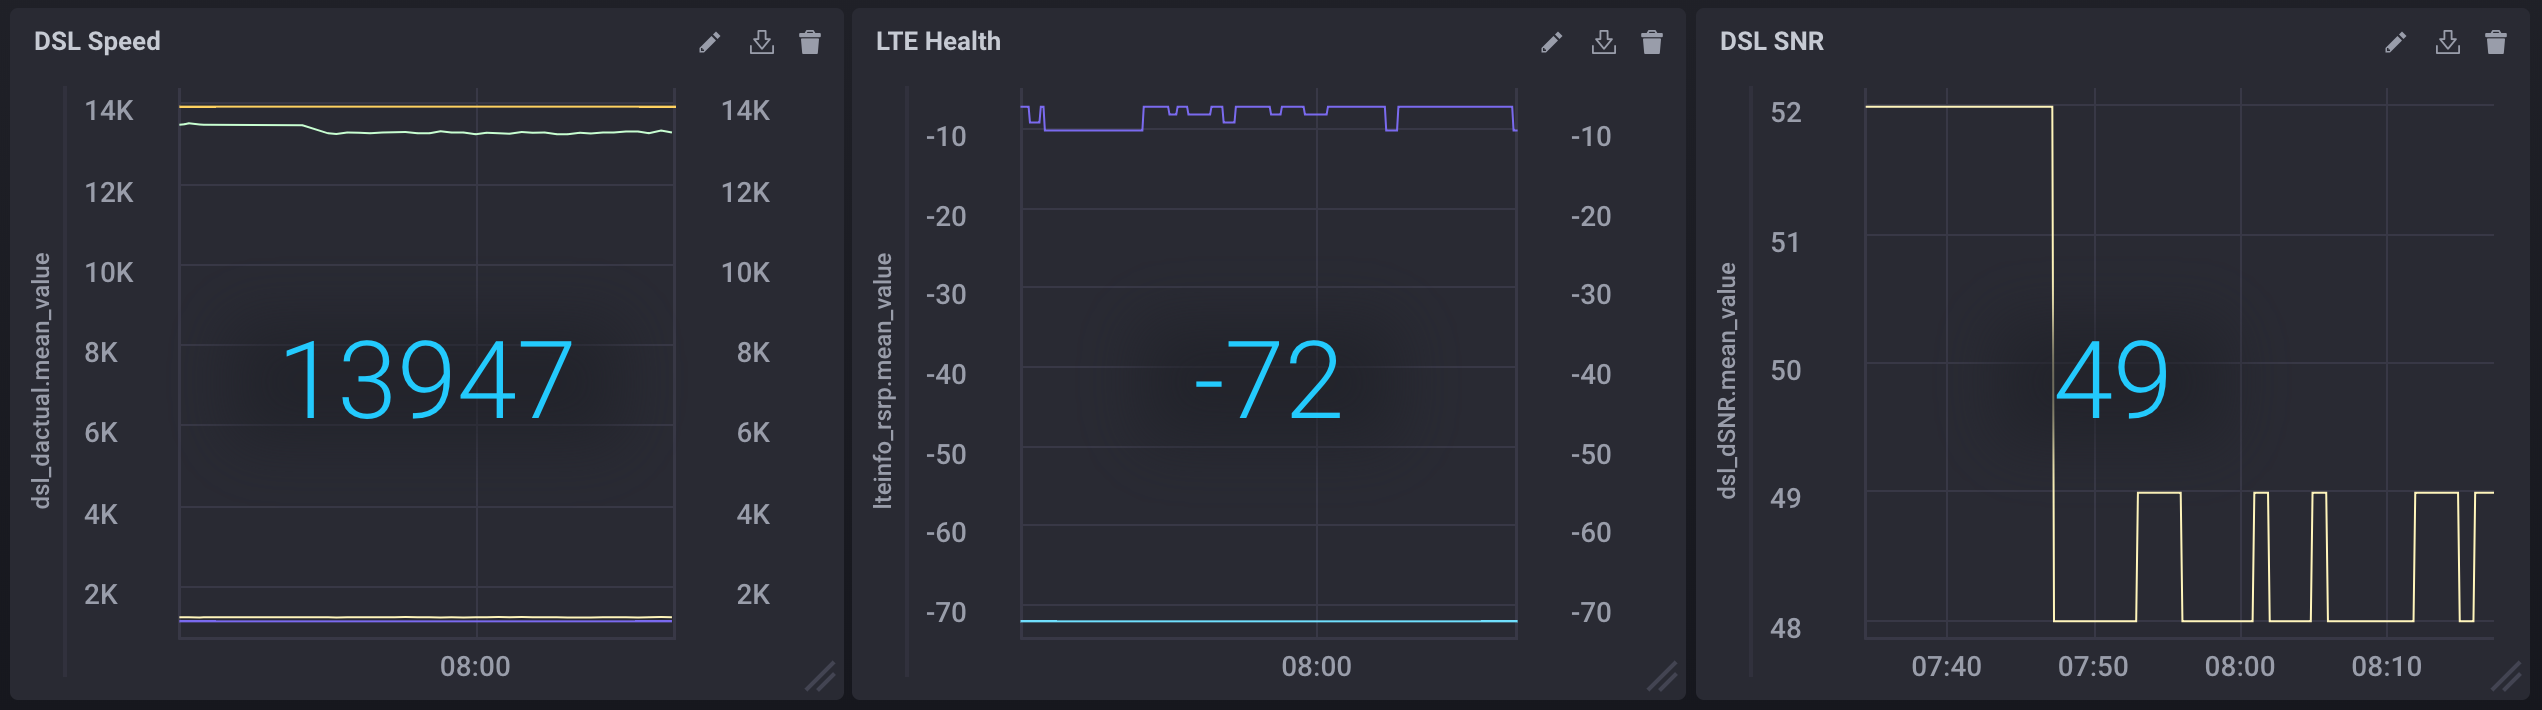 DSL Speed
dsl_dactual.mean_value
14K
12K
10K
8K
6K
4K
2K
13947
14K
12K
10K
8K
6K
4K
2K
08:00
LTE Health
lteinfo_rsrp.mean_value
-10
-20
-30
-40
-50
-60
-70
-72
-10
-20
-30
-40
-50
-60
-70
08:00
DSL SNR
dsl_dSNR.mean_value
52
51
50
49
48
49
07:40 07:50 08:00 08:10